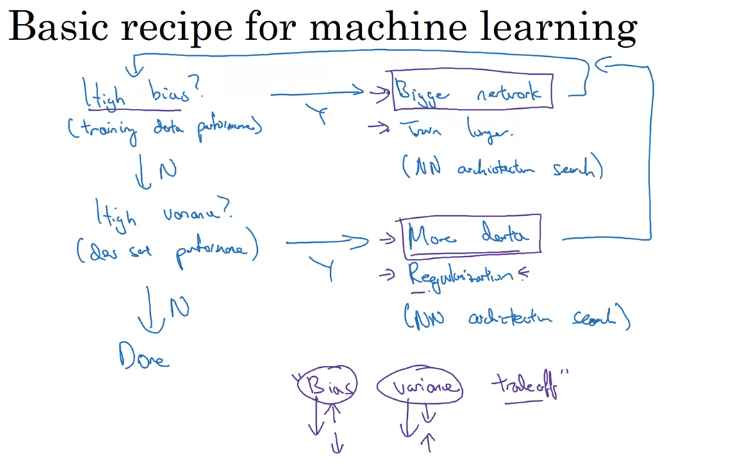 Basic recipe for machine learning
High bias?
(training data performance)
Y
Bigger network
Train longer.
(NN architecture search)
N
High variance?
(dev set performance)
Y
More data
Regularization
(NN architecture search)
N
Done
"Bias variance tradeoff"